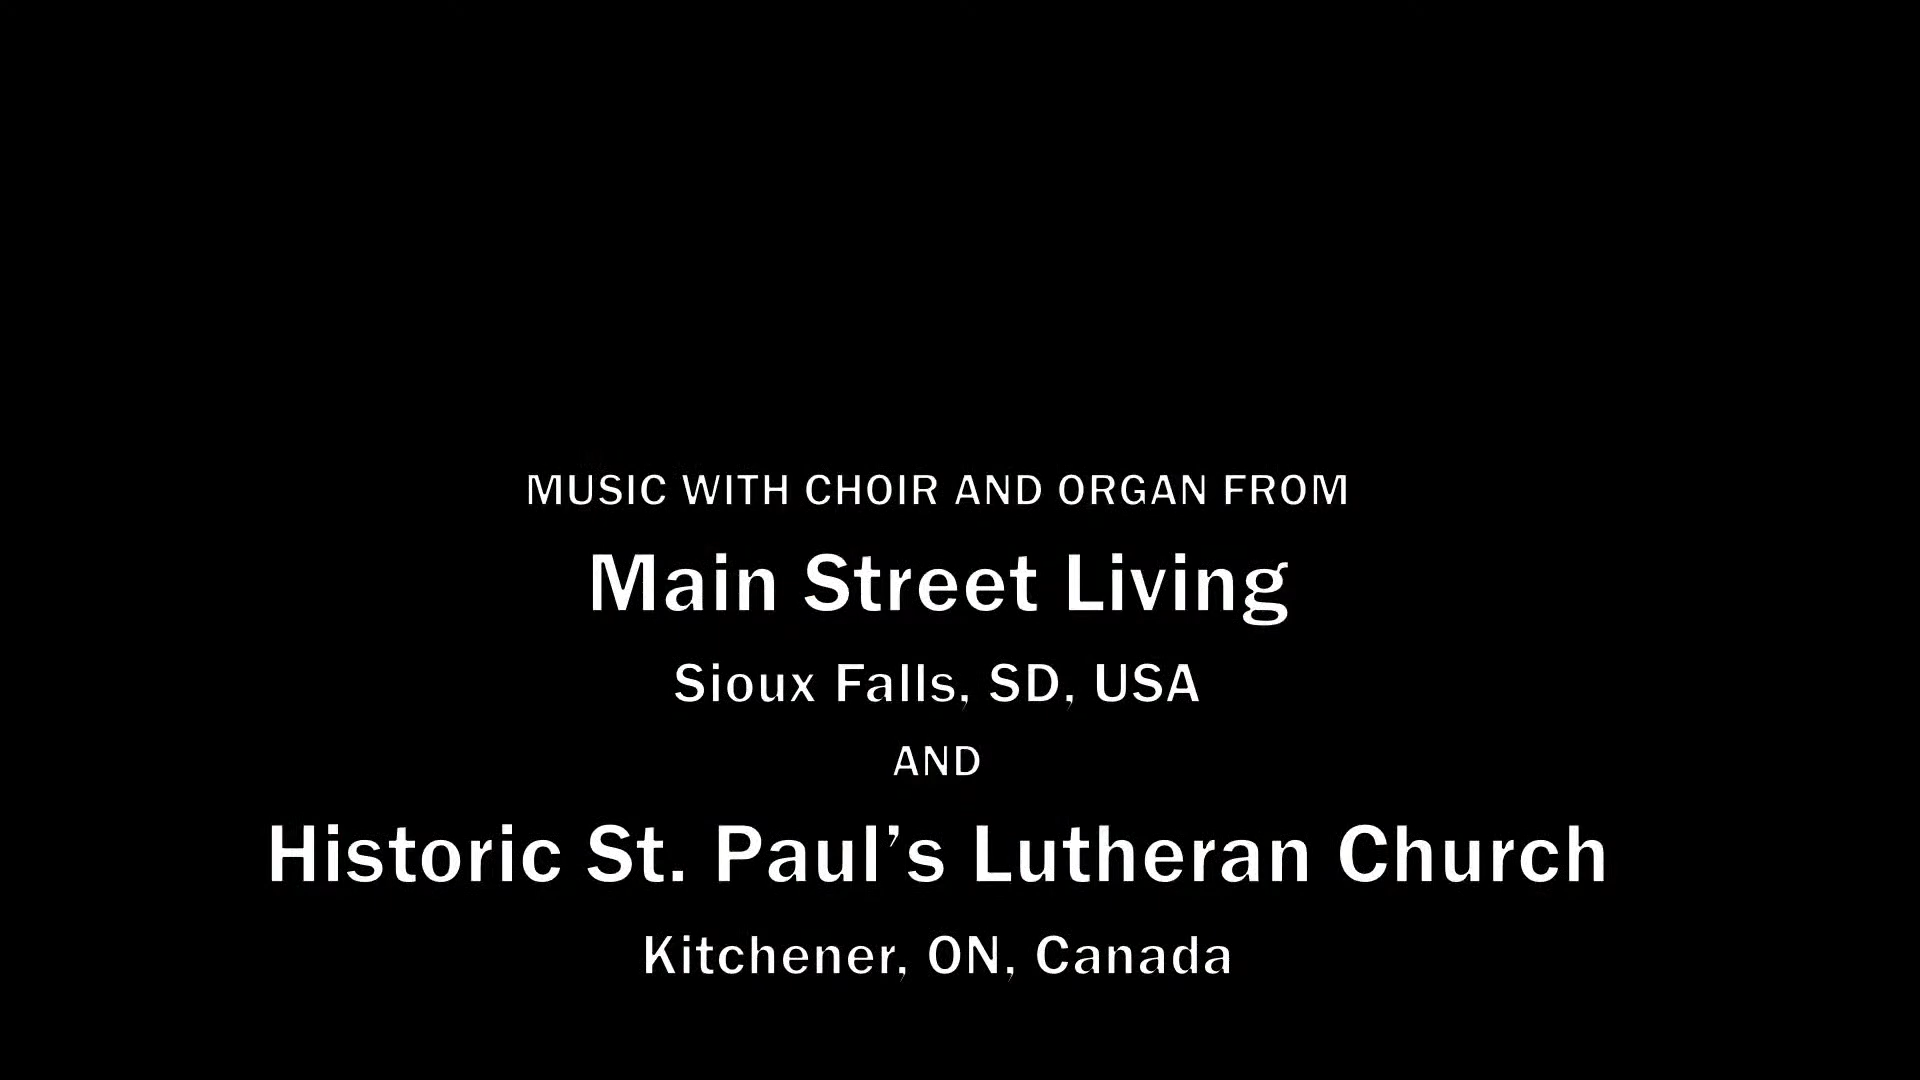 MUSIC WITH CHOIR AND ORGAN FROM
Main Street Living
Sioux Falls, SD, USA
AND
Historic St. Paul’s Lutheran Church
Kitchener, ON, Canada